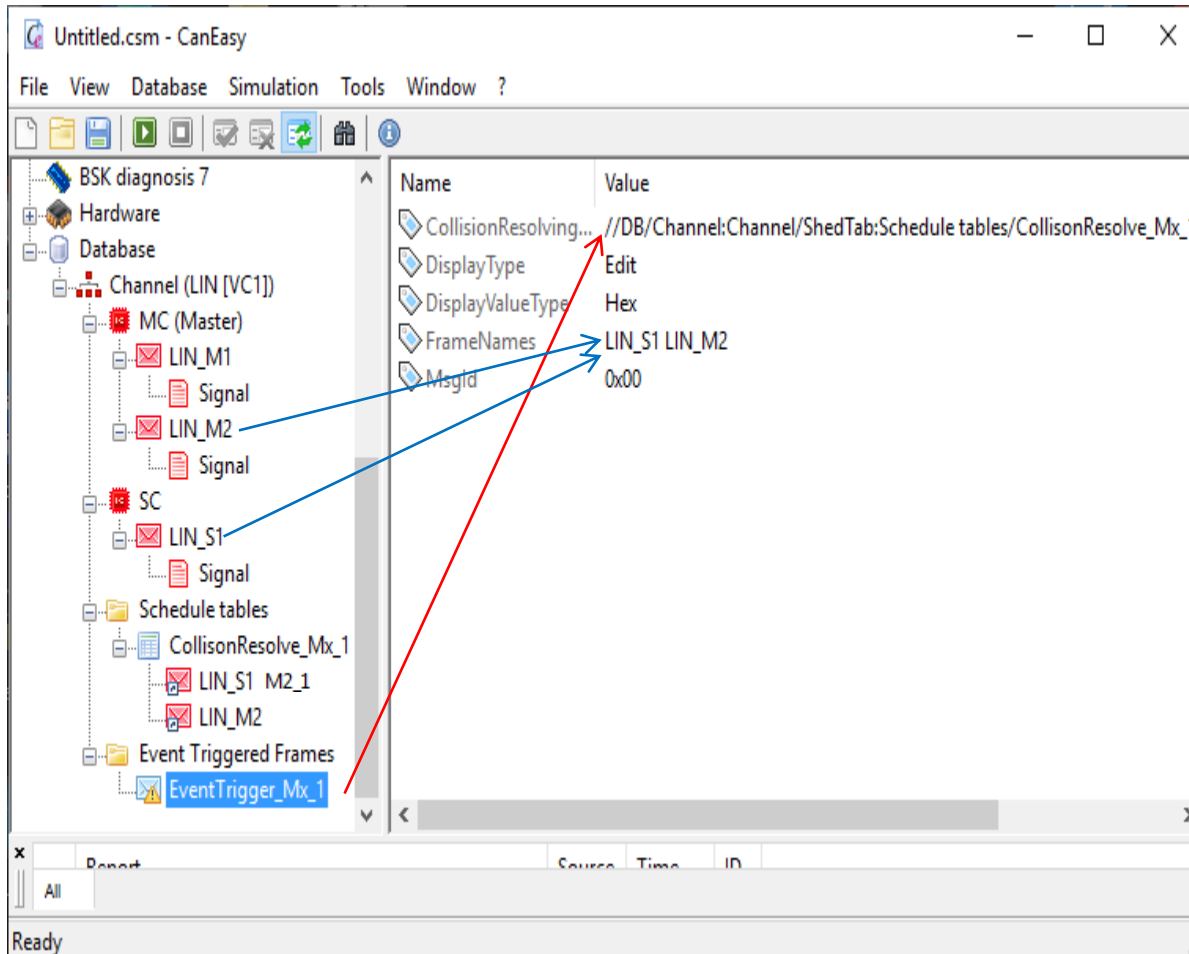 Untitled.csm - CanEasy
File View Database Simulation Tools Window ?
BSK diagnosis 7
Hardware
Database
Channel (LIN [VC1])
MC (Master)
LIN_M1
Signal
LIN_M2
Signal
SC
LIN_S1
Signal
Schedule tables
CollisonResolve_Mx_1
LIN_S1 M2_1
LIN_M2
Event Triggered Frames
EventTrigger_Mx_1
Name Value
CollisionResolving... //DB/Channel:Channel/ShedTab:Schedule tables/CollisonResolve_Mx_1
DisplayType Edit
DisplayValueType Hex
FrameNames LIN_S1 LIN_M2
MsgId 0x00
Report Source Time ID
All
Ready